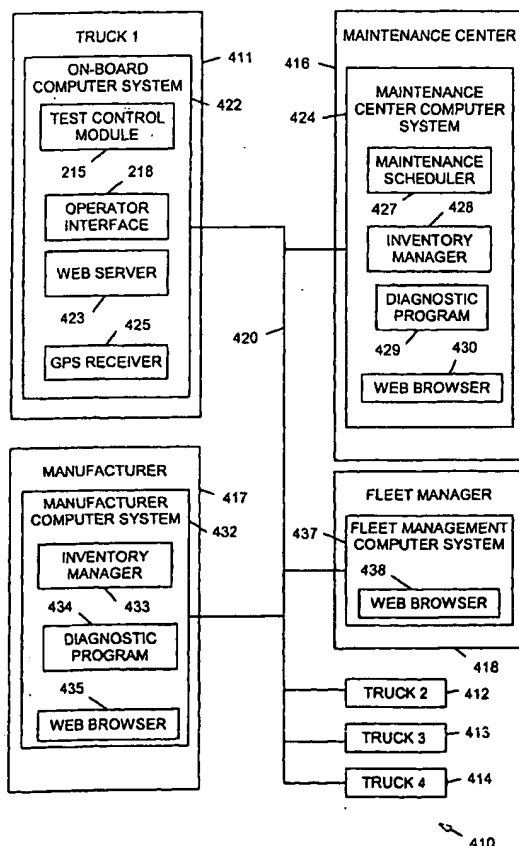 TRUCK 1
411
ON-BOARD
COMPUTER SYSTEM
422
TEST CONTROL
MODULE
215
218
OPERATOR
INTERFACE
WEB SERVER
423
425
GPS RECEIVER
MAINTENANCE CENTER
416
424
MAINTENANCE
CENTER COMPUTER
SYSTEM
MAINTENANCE
SCHEDULER
427
428
INVENTORY
MANAGER
DIAGNOSTIC
PROGRAM
429
430
WEB BROWSER
420
MANUFACTURER
417
MANUFACTURER
COMPUTER SYSTEM
432
INVENTORY
MANAGER
434
433
DIAGNOSTIC
PROGRAM
435
WEB BROWSER
FLEET MANAGER
437
FLEET MANAGEMENT
COMPUTER SYSTEM
438
WEB BROWSER
418
TRUCK 2
412
TRUCK 3
413
TRUCK 4
414
410